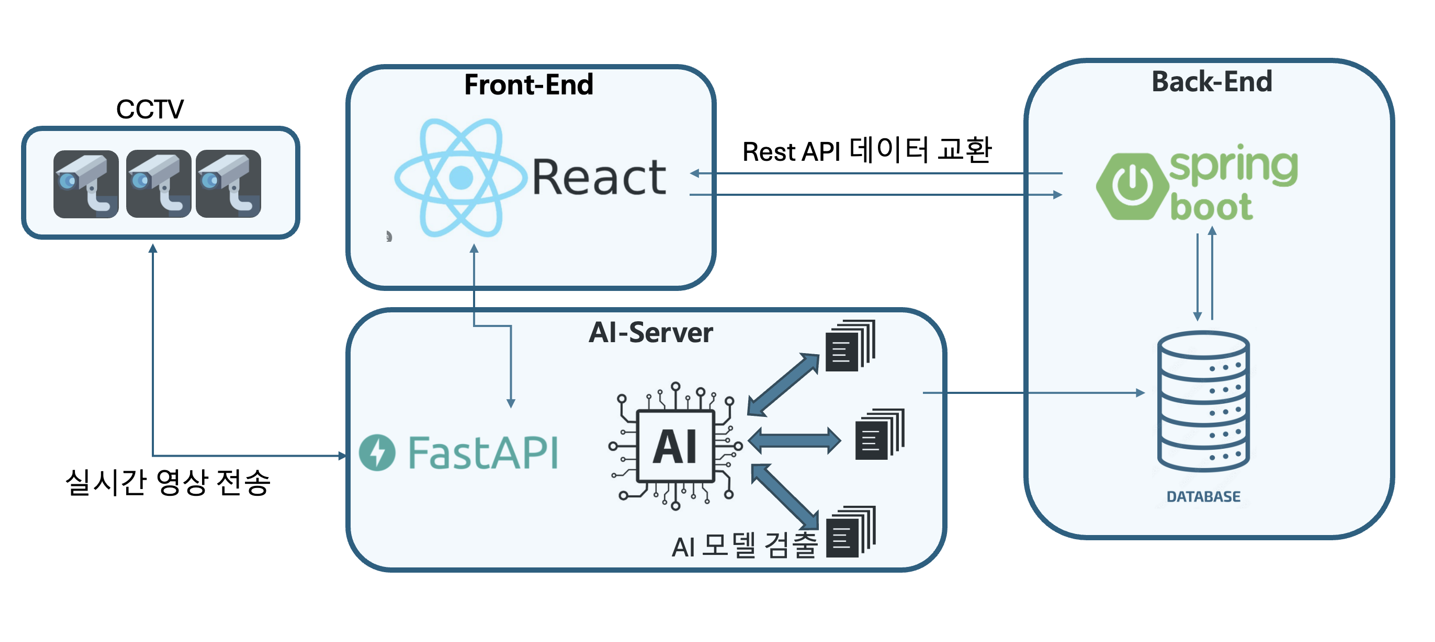 CCTV
Front-End
React
Rest API 데이터 교환
Back-End
spring
boot
AI-Server
FastAPI
AI
AI 모델 검출
실시간 영상 전송
DATABASE